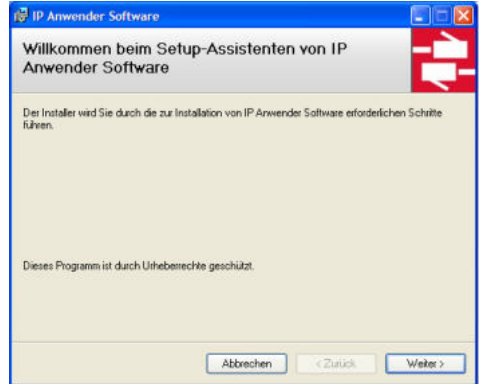 IP Anwender Software
Willkommen beim Setup-Assistenten von IP
Anwender Software
Der Installer wird Sie durch die zur Installation von IP Anwender Software erforderlichen Schritte
führen.
Dieses Programm ist durch Urheberrechte geschützt.
Abbrechen
< Zurück
Weiter >